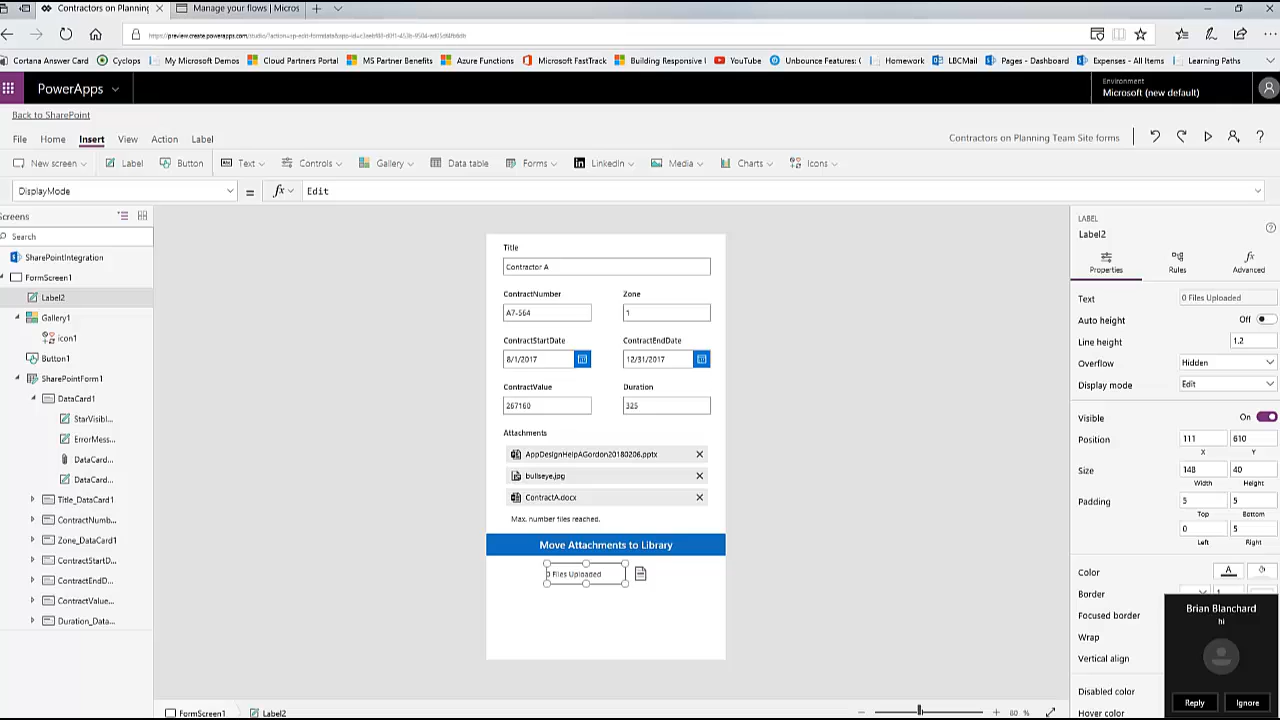 Contractors on Planning
Manage your flows | Micros
Cortana Answer Card
Cyclops
My Microsoft Demos
Cloud Partners Portal
MS Partner Benefits
Azure Functions
Microsoft FastTrack
Building Responsive
YouTube
Unbounce Features:
Homework
LBCMail
Pages - Dashboard
Expenses - All Items
Learning Paths
PowerApps
Environment
Microsoft (new default)
Back to SharePoint
File Home Insert View Action Label
Contractors on Planning Team Site forms
New screen Label Button Text Controls Gallery Data table Forms LinkedIn Media Charts Icons
DisplayMode = fx Edit
Screens
Search
SharePointIntegration
FormScreen1
Label2
Gallery1
icon1
Button1
SharePointForm1
DataCard1
StarVisibl...
ErrorMess...
DataCard...
DataCard...
Title_DataCard1
ContractNumb...
Zone_DataCard1
ContractStartD...
ContractEndD...
ContractValue...
Duration_Data...
Title
Contractor A
ContractNumber Zone
A7-564 1
ContractStartDate ContractEndDate
8/1/2017 12/31/2017
ContractValue Duration
267160 325
Attachments
AppDesignHelpAGordon20180206.pptx
bullseye.jpg
ContractA.docx
Max. number files reached.
Move Attachments to Library
0 Files Uploaded
LABEL
Label2
Properties Rules Advanced
Text 0 Files Uploaded
Auto height Off
Line height 1.2
Overflow Hidden
Display mode Edit
Visible On
Position 111 610
X Y
Size 148 40
Width Height
Padding 5 5
Top Bottom
0 5
Left Right
Color A
Border
Focused border
Wrap
Vertical align
Disabled color
Hover color
Brian Blanchard
hi
Reply Ignore
FormScreen1 Label2
80 %